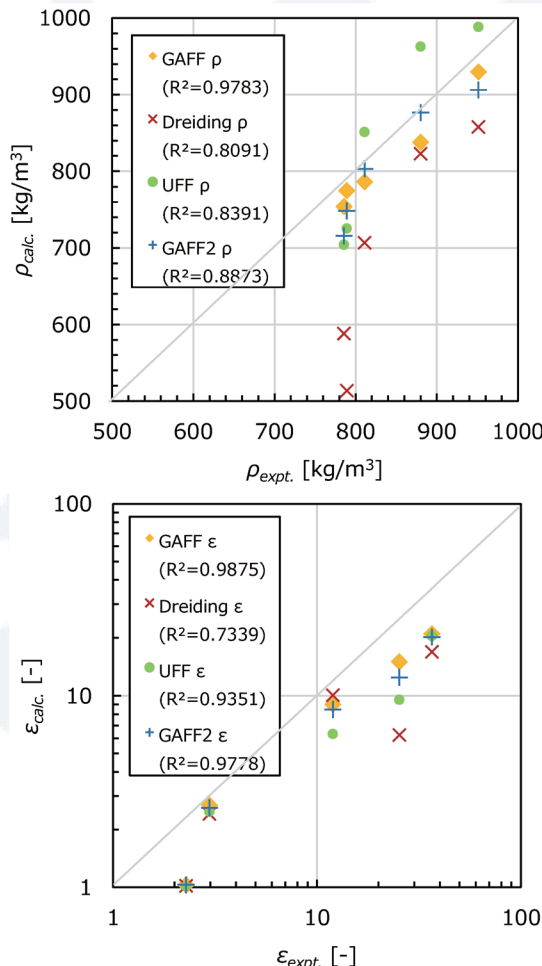 1000
900
800
700
600
500
ρcalc. [kg/m³]
GAFF ρ
(R²=0.9783)
Dreiding ρ
(R²=0.8091)
UFF ρ
(R²=0.8391)
GAFF2 ρ
(R²=0.8873)
500 600 700 800 900 1000
ρexpt. [kg/m³]
100
10
1
εcalc. [-]
GAFF ε
(R²=0.9875)
Dreiding ε
(R²=0.7339)
UFF ε
(R²=0.9351)
GAFF2 ε
(R²=0.9778)
1 10 100
εexpt. [-]